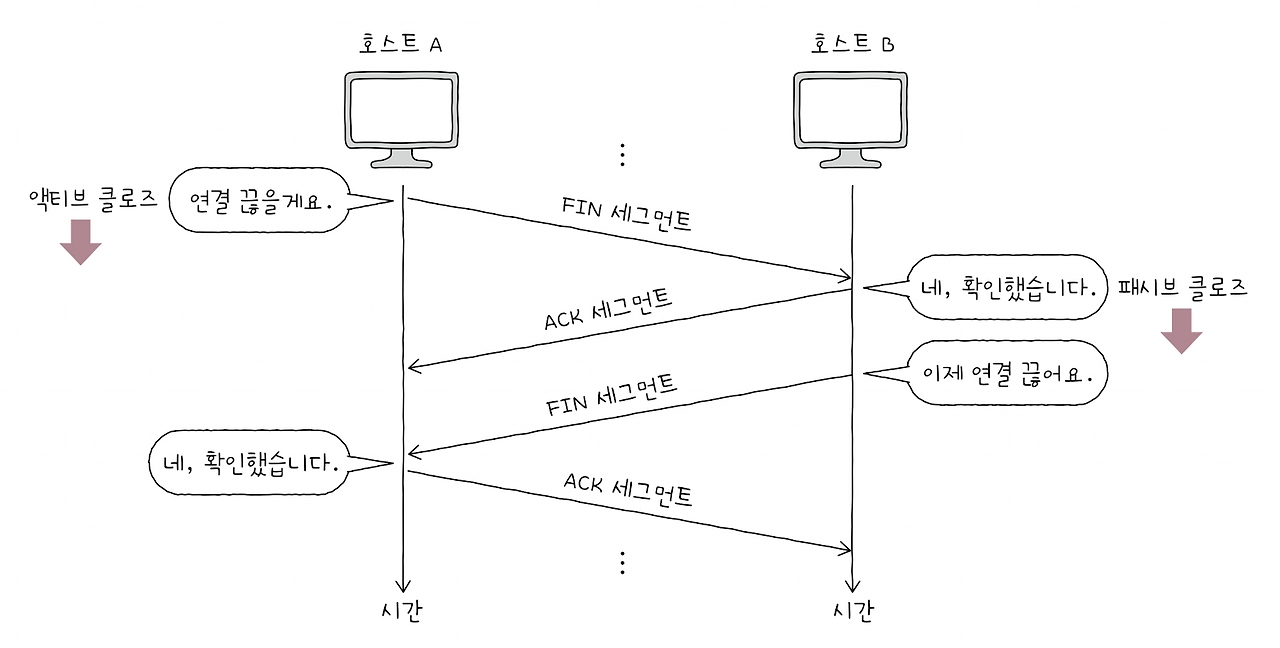 호스트 A
호스트 B
액티브 클로즈
연결 끊을게요.
FIN 세그먼트
네, 확인했습니다.
패시브 클로즈
ACK 세그먼트
이제 연결 끊어요.
FIN 세그먼트
네, 확인했습니다.
ACK 세그먼트
시간
시간